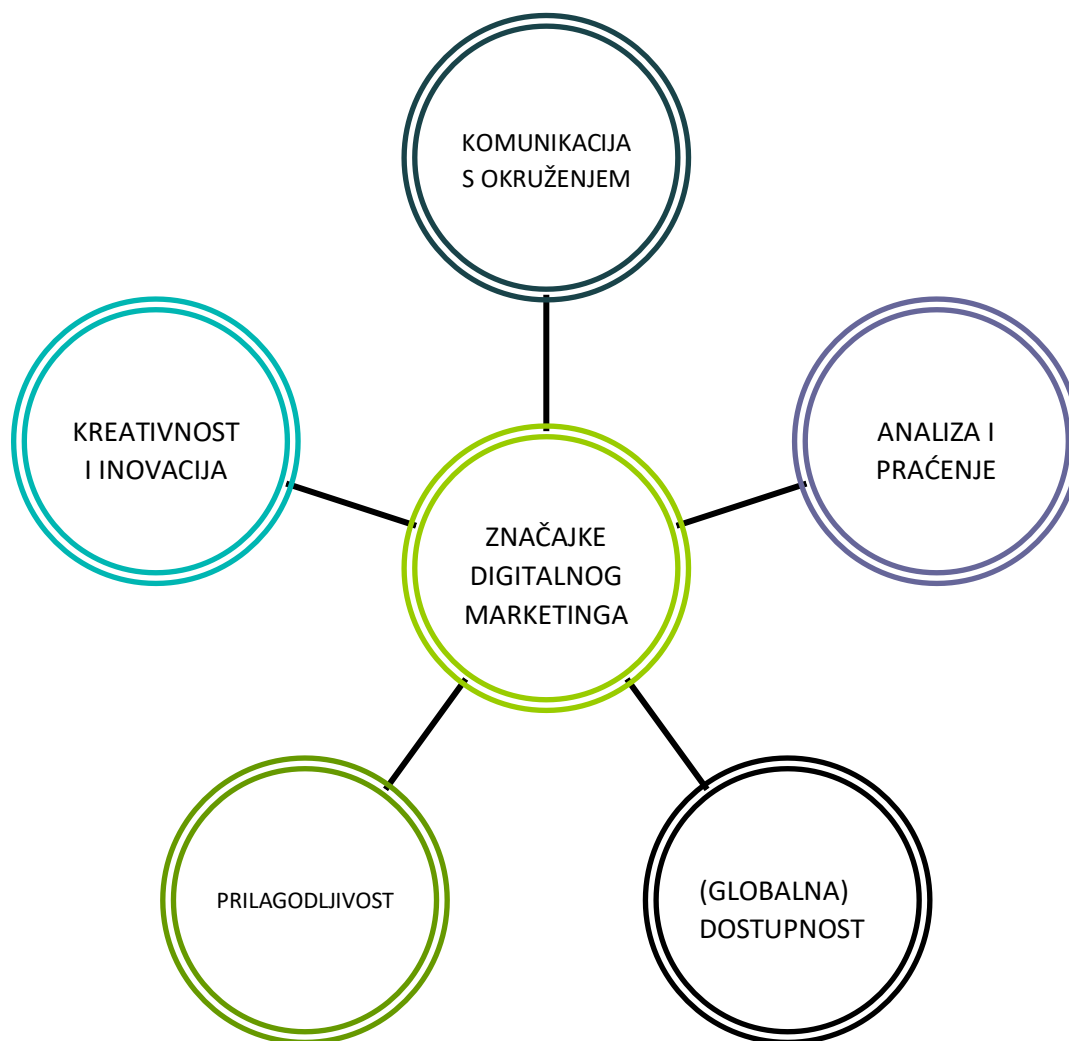 KOMUNIKACIJA
S OKRUŽENJEM
KREATIVNOST
I INOVACIJA
ANALIZA I
PRAĆENJE
ZNAČAJKE
DIGITALNOG
MARKETINGA
PRILAGODLJIVOST
(GLOBALNA)
DOSTUPNOST